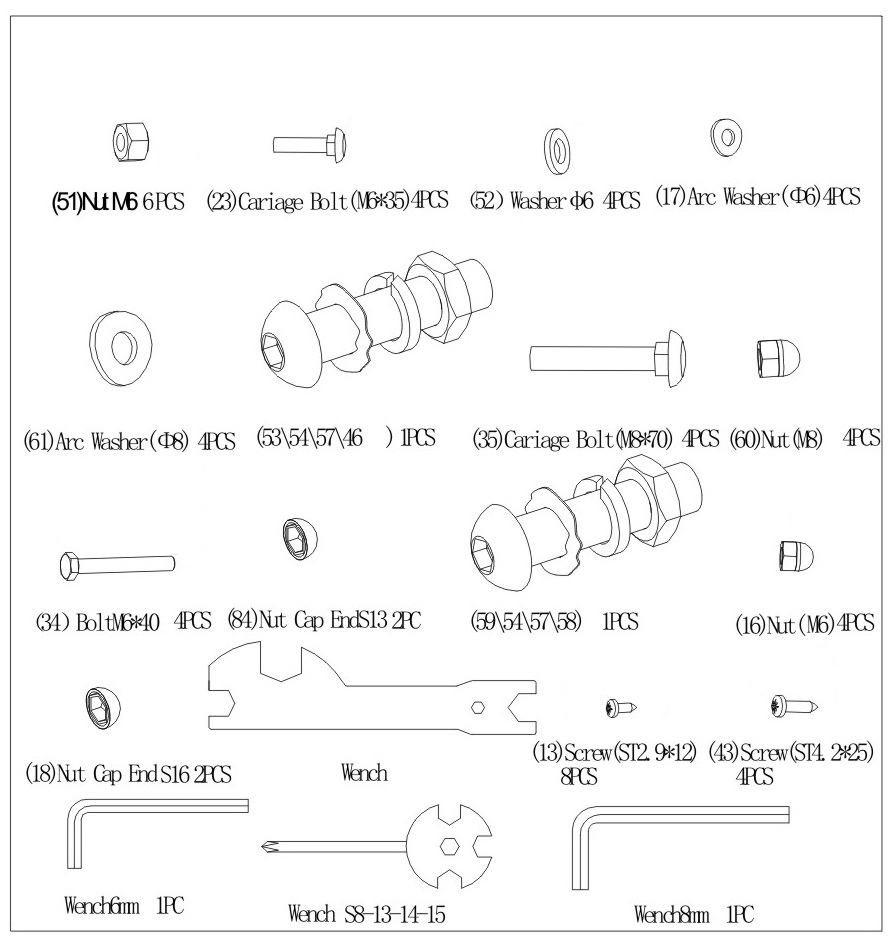 (51)Nut M6 6PCS (23)Cariage Bolt(M6*35)4PCS (52) Washer Φ6 4PCS (17)Arc Washer(Φ6)4PCS
(61)Arc Washer(Φ8) 4PCS (53\54\57\46 ) 1PCS (35)Cariage Bolt(M8*70) 4PCS (60)Nut(M8) 4PCS
(34) BoltM6*40 4PCS (84)Nut Cap EndS13 2PC (59\54\57\58) 1PCS (16)Nut(M6)4PCS
(18)Nut Cap End S16 2PCS Wench (13)Screw(ST2.9*12) (43)Screw(ST4.2*25)
8PCS 4PCS
Wench6mm 1PC Wench S8-13-14-15 Wench8mm 1PC